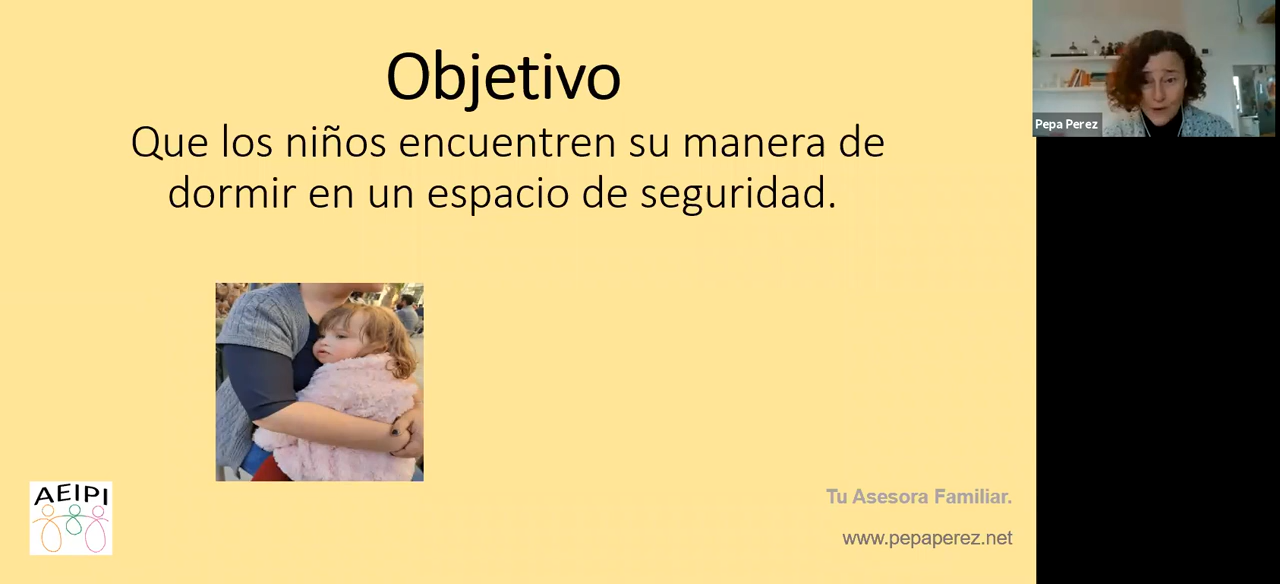 Objetivo
Que los niños encuentren su manera de
dormir en un espacio de seguridad.
Pepa Perez
AEIPI
Tu Asesora Familiar.
www.pepaperez.net